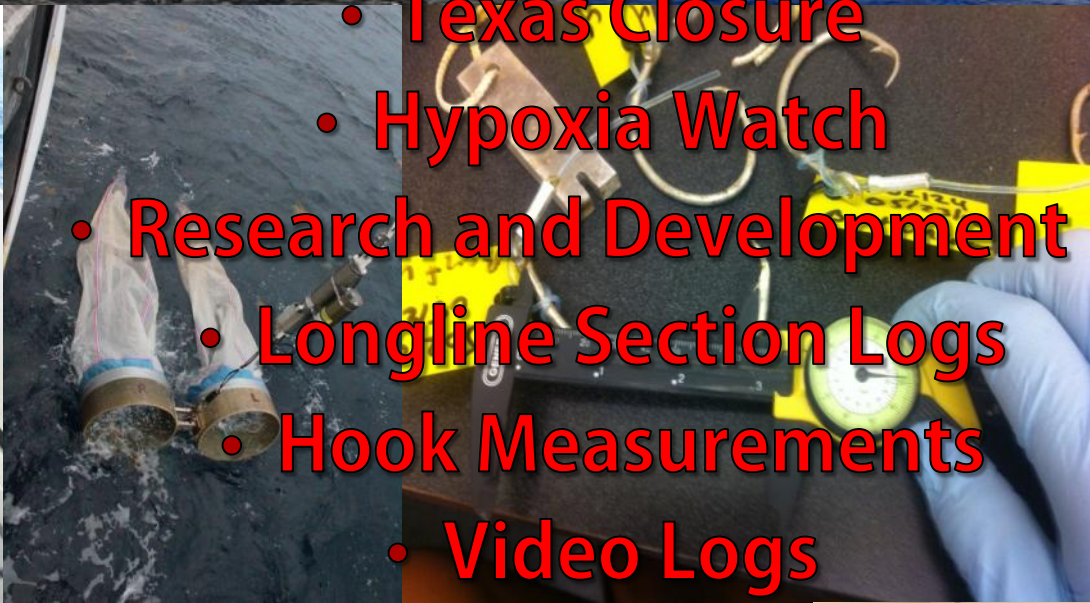 • Texas Closure
• Hypoxia Watch
• Research and Development
• Longline Section Logs
• Hook Measurements
• Video Logs